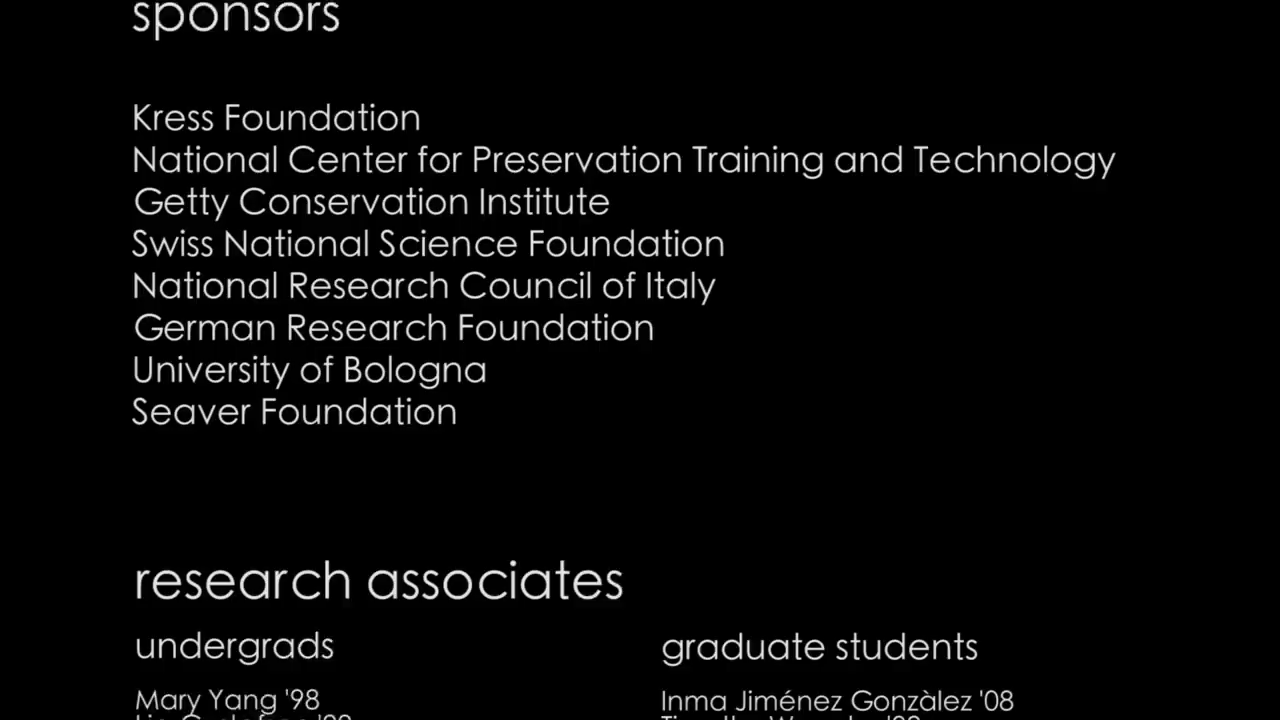 sponsors
Kress Foundation
National Center for Preservation Training and Technology
Getty Conservation Institute
Swiss National Science Foundation
National Research Council of Italy
German Research Foundation
University of Bologna
Seaver Foundation
research associates
undergrads
graduate students
Mary Yang '98
Inma Jiménez Gonzàlez '08